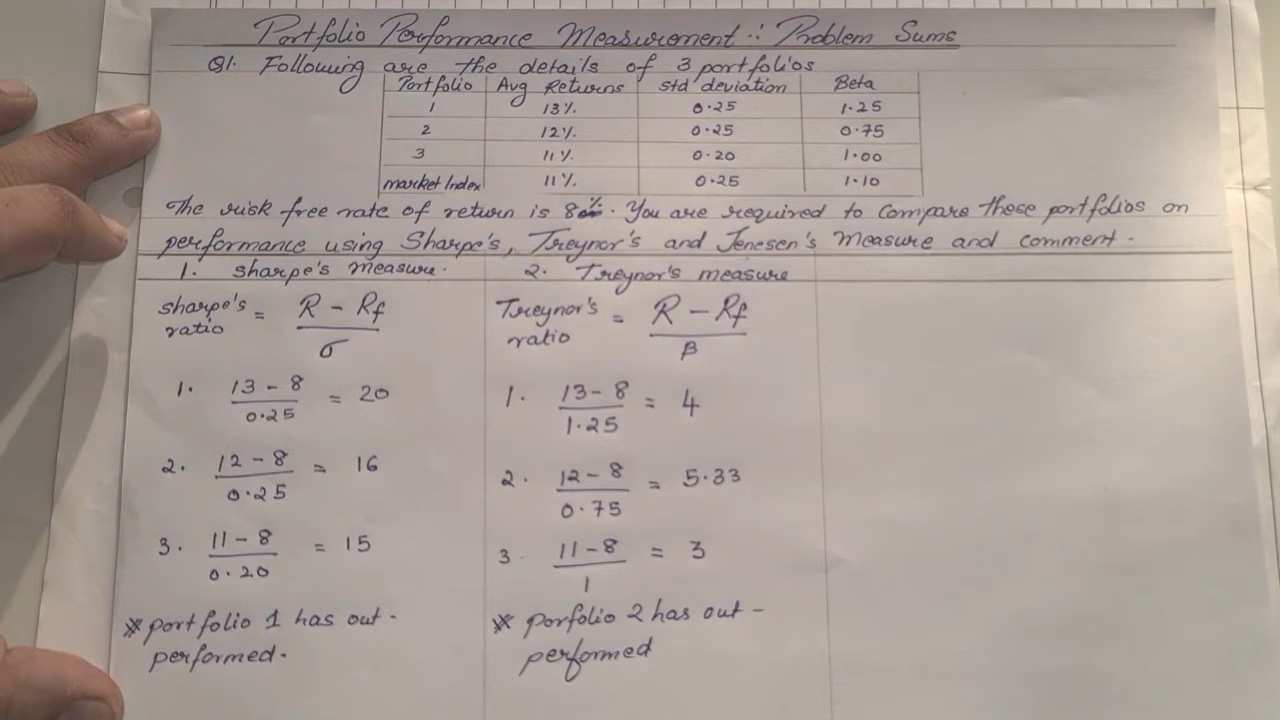 Portfolio Performance Measurement :: Problem Sums
Q1. Following are the details of 3 portfolios
Portfolio Avg Returns std deviation Beta
1 13% 0.25 1.25
2 12% 0.25 0.75
3 11% 0.20 1.00
market Index 11% 0.25 1.10
The risk free rate of return is 8%. You are required to compare these portfolios on
performance using Sharpe's, Treynor's and Jenesen's Measure and comment.
1. sharpe's measure.
sharpe's ratio = R - Rf / σ
1. 13 - 8 / 0.25 = 20
2. 12 - 8 / 0.25 = 16
3. 11 - 8 / 0.20 = 15
* portfolio 1 has out-
performed.
2. Treynor's measure
Treynor's ratio = R - Rf / β
1. 13 - 8 / 1.25 = 4
2. 12 - 8 / 0.75 = 5.33
3. 11 - 8 / 1 = 3
* porfolio 2 has out-
performed